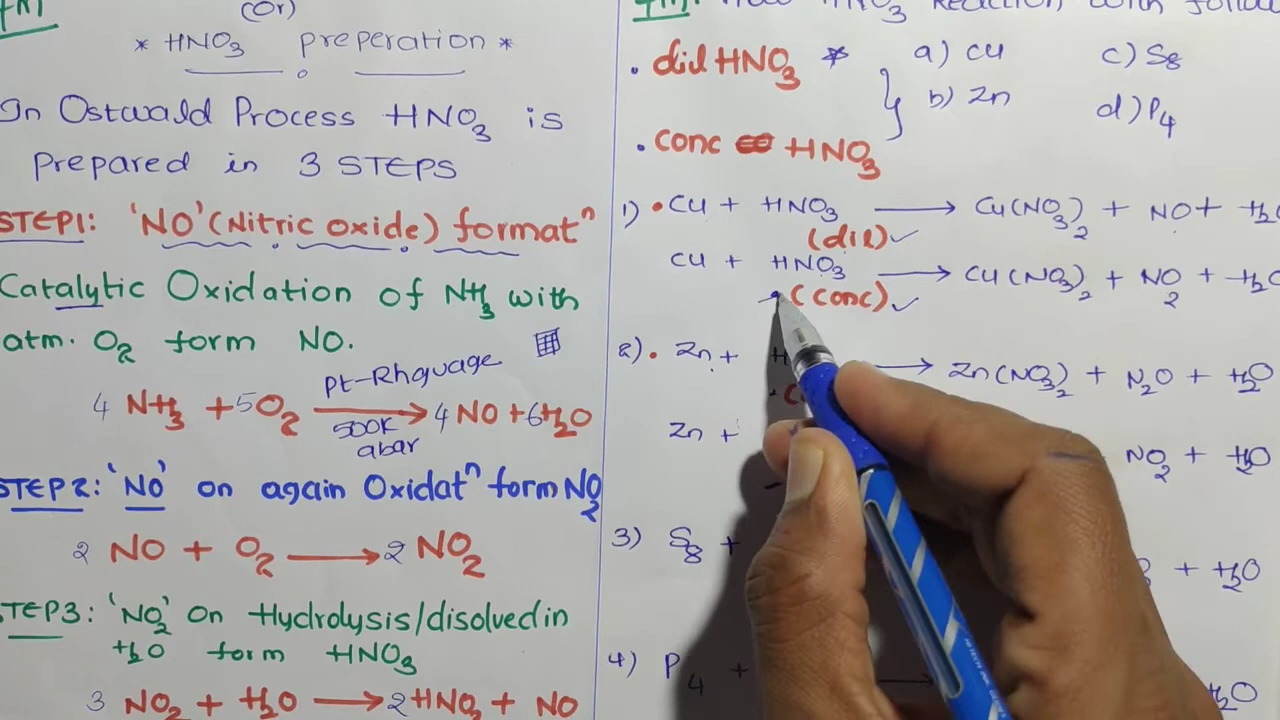 (or)
* HNO3 preperation *
In Ostwald Process HNO3 is
Prepared in 3 STEPS
STEP1: 'NO' (Nitric oxide) formatn
Catalytic Oxidation of NH3 with
atm. O2 form NO.
4 NH3 + 5O2 → 4 NO + 6H2O
Pt-Rhguage
500K
abar
STEP2: 'NO' on again Oxidatn form NO2
2 NO + O2 → 2 NO2
STEP3: 'NO2' on Hydrolysis/disolved in
H2O form HNO3
3 NO2 + H2O → 2HNO3 + NO
HNO3 Reaction with
. dil HNO3 * } a) Cu c) S8
b) Zn d) P4
. conc HNO3
1) • Cu + HNO3 → Cu(NO3)2 + NO + H2O
(dil) ✓
Cu + HNO3 → Cu(NO3)2 + NO2 + H2O
(conc) ✓
2). Zn + → Zn(NO3)2 + N2O + H2O
Zn + NO2 + H2O
3) S8 + + H2O
4) P4 + → H2O